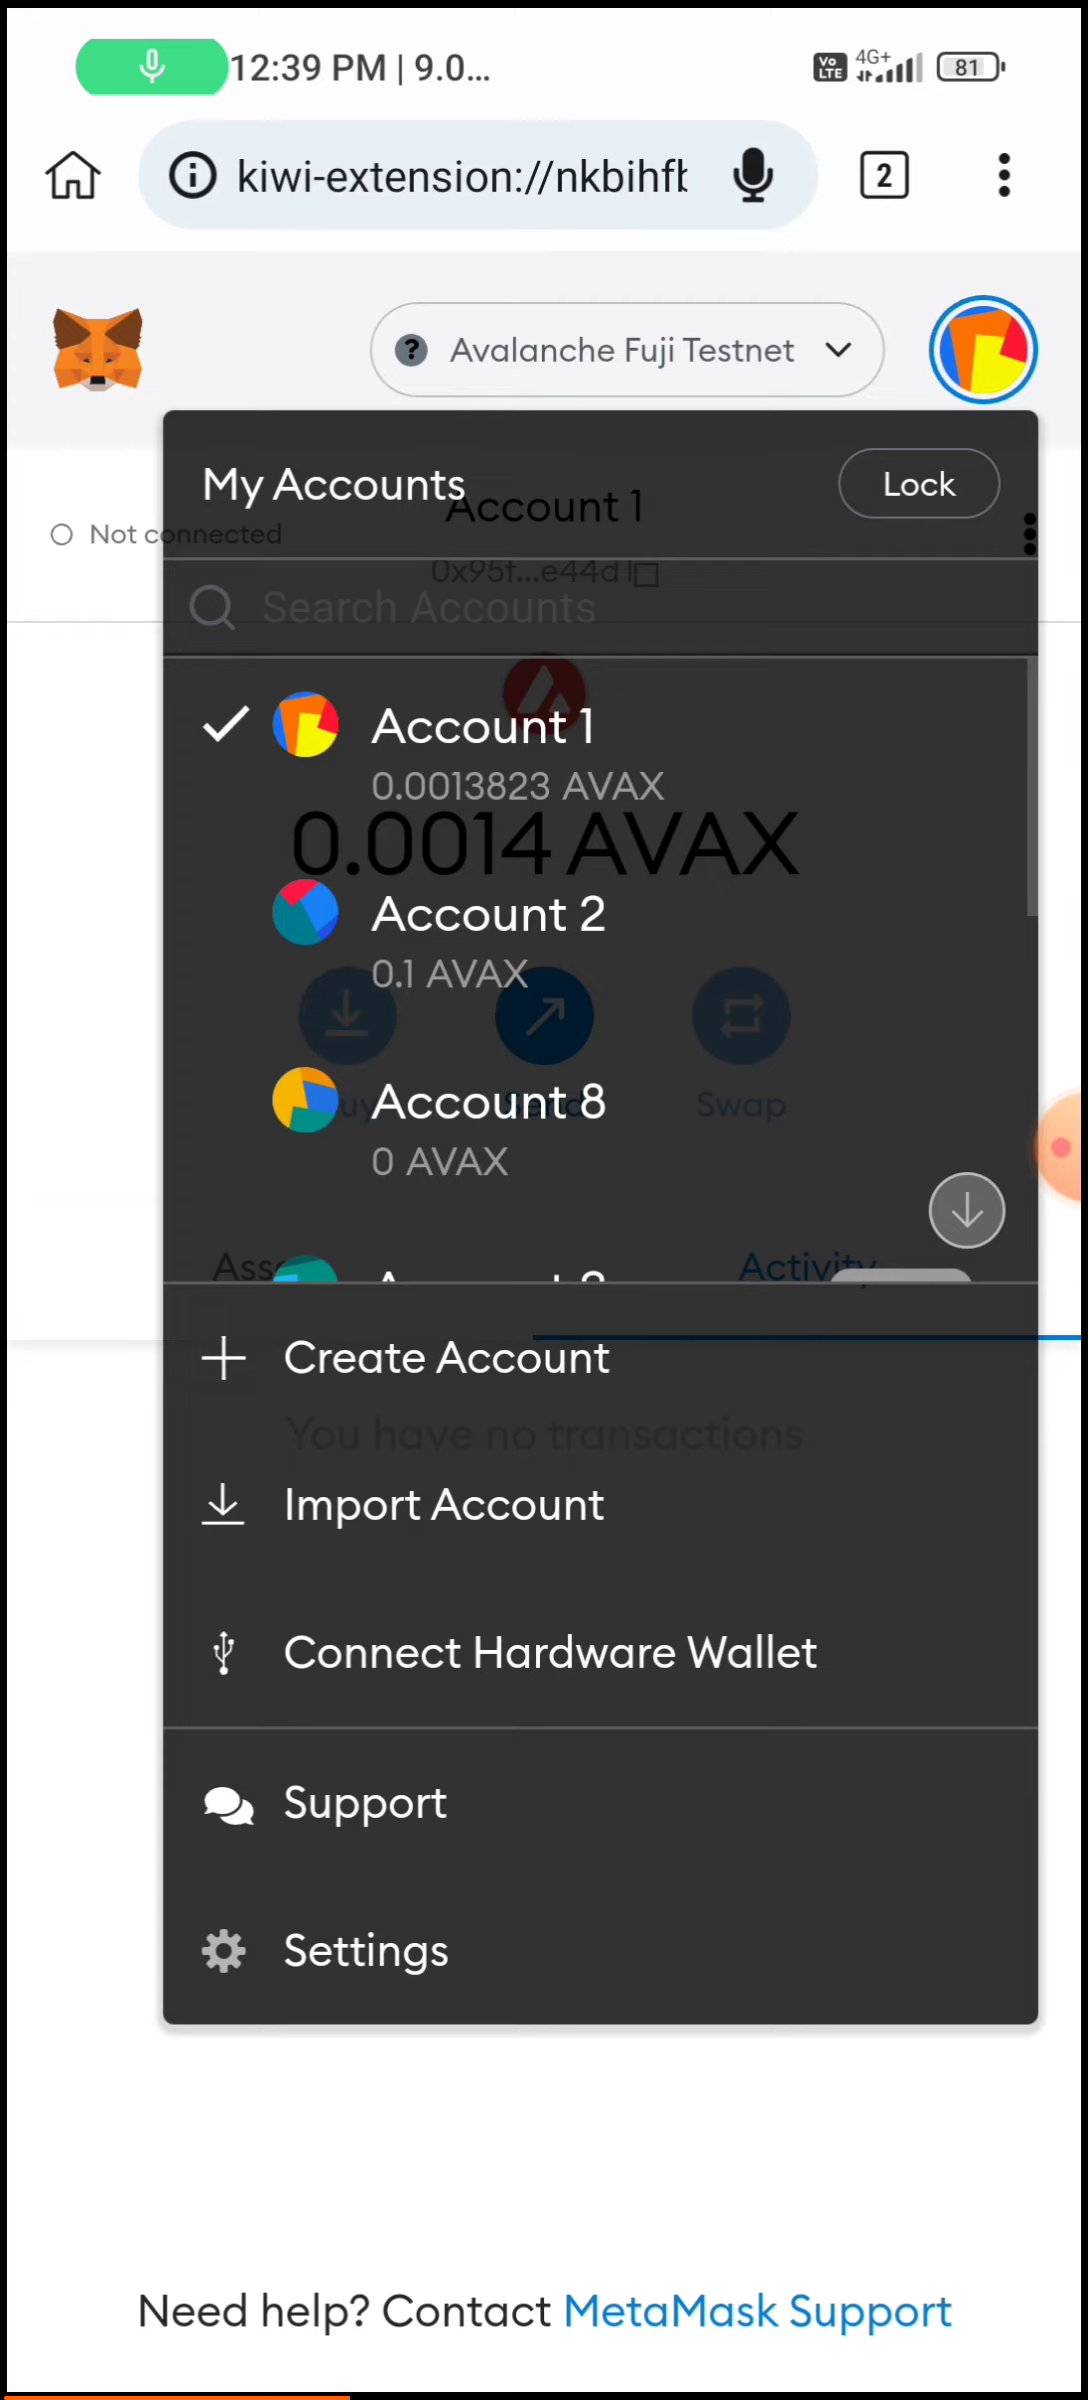 12:39 PM | 9.0...
Vo LTE 4G+ 81
kiwi-extension://nkbihfb
2
? Avalanche Fuji Testnet
My Accounts
Lock
Account 1
Not connected
0x95f...e44d
Search Accounts
Account 1
0.0013823 AVAX
0.0014 AVAX
Account 2
0.1 AVAX
Account 8
Send
Swap
0 AVAX
Activity
Create Account
You have no transactions
Import Account
Connect Hardware Wallet
Support
Settings
Need help? Contact MetaMask Support